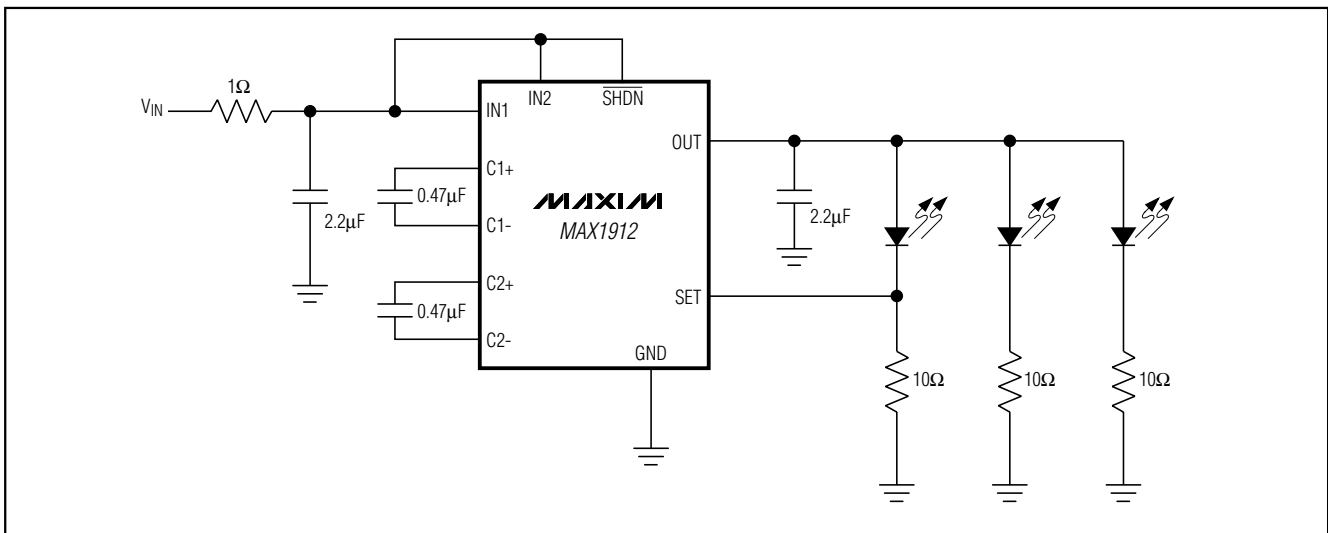 1Ω
VIN
IN1
IN2
SHDN
OUT
C1+
0.47µF
C1-
2.2µF
MAXIM
MAX1912
2.2µF
C2+
0.47µF
C2-
SET
GND
10Ω
10Ω
10Ω